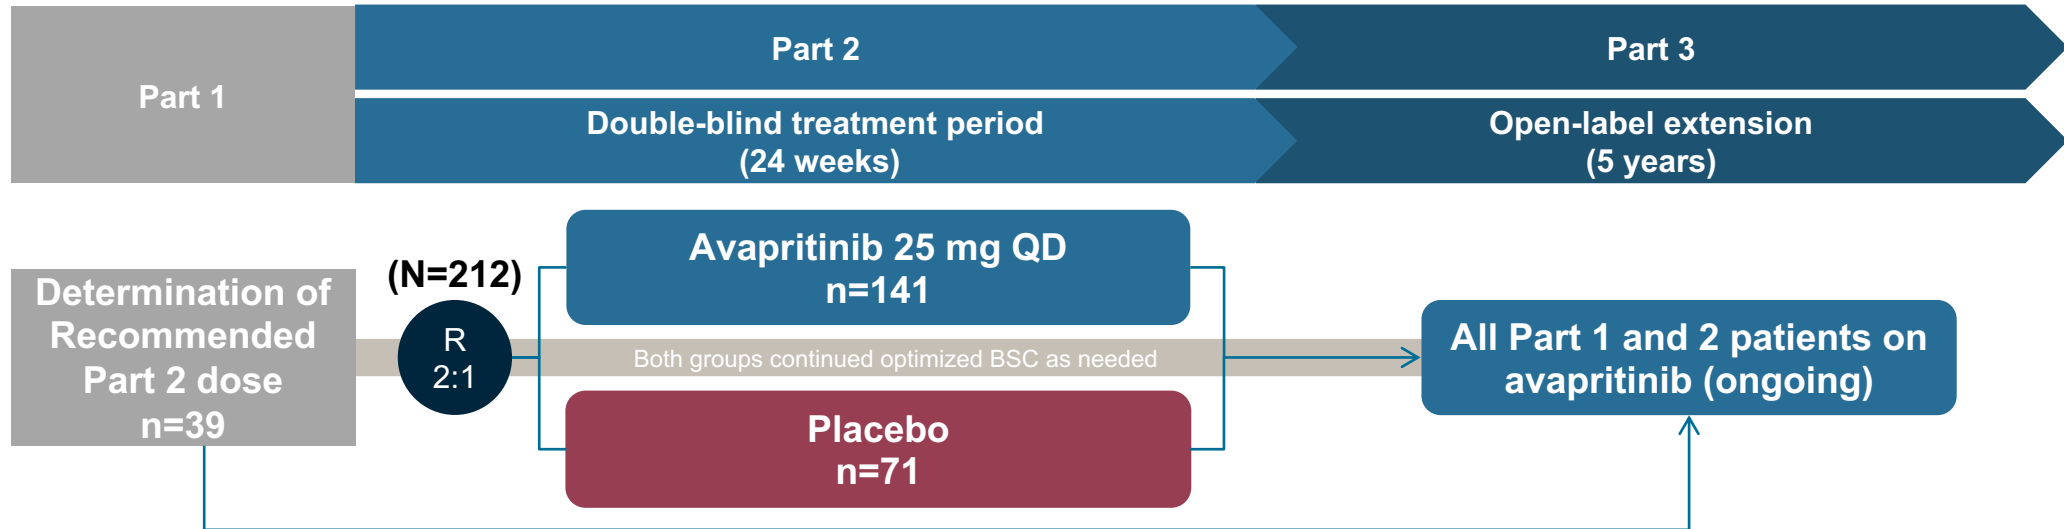 Part 1
Part 2
Part 3
Double-blind treatment period
(24 weeks)
Open-label extension
(5 years)
Determination of
Recommended
Part 2 dose
n=39
(N=212)
R
2:1
Avapritinib 25 mg QD
n=141
Both groups continued optimized BSC as needed
Placebo
n=71
All Part 1 and 2 patients on
avapritinib (ongoing)